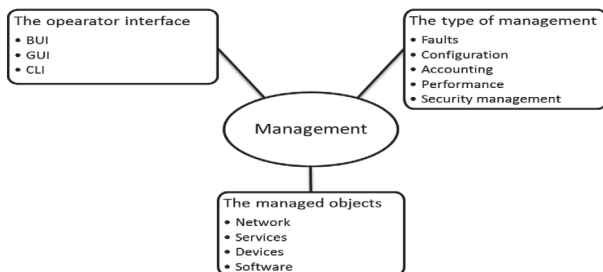 The opearator interface
• BUI
• GUI
• CLI
The type of management
• Faults
• Configuration
• Accounting
• Performance
• Security management
Management
The managed objects
• Network
• Services
• Devices
• Software